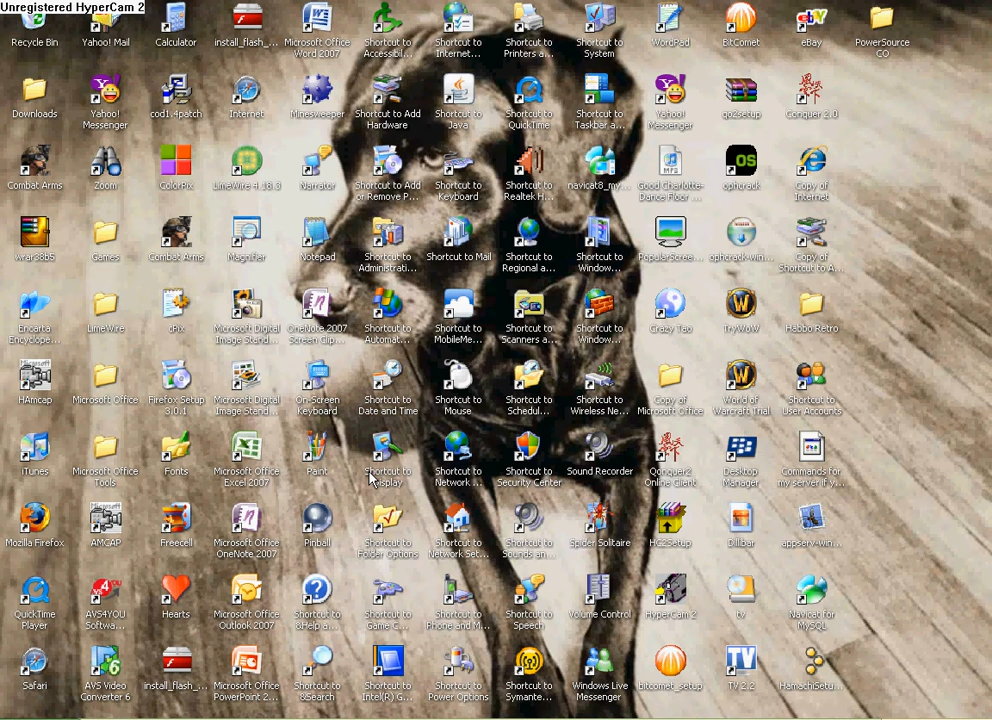 Unregistered HyperCam 2
Recycle Bin
Yahoo! Mail
Calculator
install_flash_...
Microsoft Office
Word 2007
Shortcut to
Accessibil...
Shortcut to
Internet...
Shortcut to
Printers a...
Shortcut to
System
WordPad
BitComet
eBay
PowerSource
CO
Downloads
Yahoo!
Messenger
cod1.4patch
Internet
Minesweeper
Shortcut to Add
Hardware
Shortcut to
Java
Shortcut to
QuickTime
Shortcut to
Taskbar a...
Yahoo!
Messenger
qo2setup
Conquer 2.0
Combat Arms
Zoom
ColorPix
LimeWire 4.18.3
Narrator
Shortcut to Add
or Remove P...
Shortcut to
Keyboard
Shortcut to
Realtek H...
navicat8_my...
Good Charlotte-
Dance Floor ...
ophcrack
Copy of
Internet
wrar38b5
Games
Combat Arms
Magnifier
Notepad
Shortcut to
Administrati...
Shortcut to Mail
Shortcut to
Regional a...
Shortcut to
Window...
PopularScree...
ophcrack-win...
Copy of
Shortcut to A...
Encarta
Encyclope...
LimeWire
cPix
Microsoft Digital
Image Stand...
OneNote 2007
Screen Clip...
Shortcut to
Automat...
Shortcut to
MobileMe...
Shortcut to
Scanners a...
Shortcut to
Window...
Crazy Tao
TryWoW
Habbo Retro
HAmcap
Microsoft Office
Firefox Setup
3.0.1
Microsoft Digital
Image Stand...
On-Screen
Keyboard
Shortcut to
Date and Time
Shortcut to
Mouse
Shortcut to
Schedul...
Shortcut to
Wireless Ne...
Copy of
Microsoft Office
World of
Warcraft Trial
Shortcut to
User Accounts
iTunes
Microsoft Office
Tools
Fonts
Microsoft Office
Excel 2007
Paint
Shortcut to
Display
Shortcut to
Network ...
Shortcut to
Security Center
Sound Recorder
Qonquer2
Online Client
Desktop
Manager
Commands for
my server if y...
Mozilla Firefox
AMCAP
Freecell
Microsoft Office
OneNote 2007
Pinball
Shortcut to
Folder Options
Shortcut to
Network Set...
Shortcut to
Sounds an...
Spider Solitaire
HC2Setup
Dilibar
appserv-win...
QuickTime
Player
AVS4YOU
Softwa...
Hearts
Microsoft Office
Outlook 2007
Shortcut to
&Help a...
Shortcut to
Game C...
Shortcut to
Phone and M...
Shortcut to
Speech
Volume Control
HyperCam 2
tv
Navicat for
MySQL
Safari
AVS Video
Converter 6
install_flash_...
Microsoft Office
PowerPoint 2...
Shortcut to
&Search
Shortcut to
Intel(R) G...
Shortcut to
Power Options
Shortcut to
Symante...
Windows Live
Messenger
bitcomet_setup
TV 2.2
HamachiSetu...